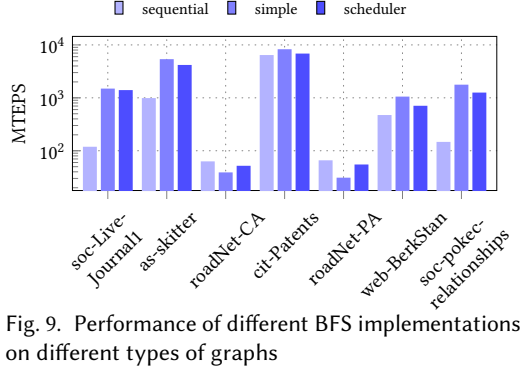 sequential simple scheduler
10^4
10^3
10^2
MTEPS
soc-Live-
Journal1
as-skitter
roadNet-CA
cit-Patents
roadNet-PA
web-BerkStan
soc-pokec-
relationships
Fig. 9. Performance of different BFS implementations
on different types of graphs